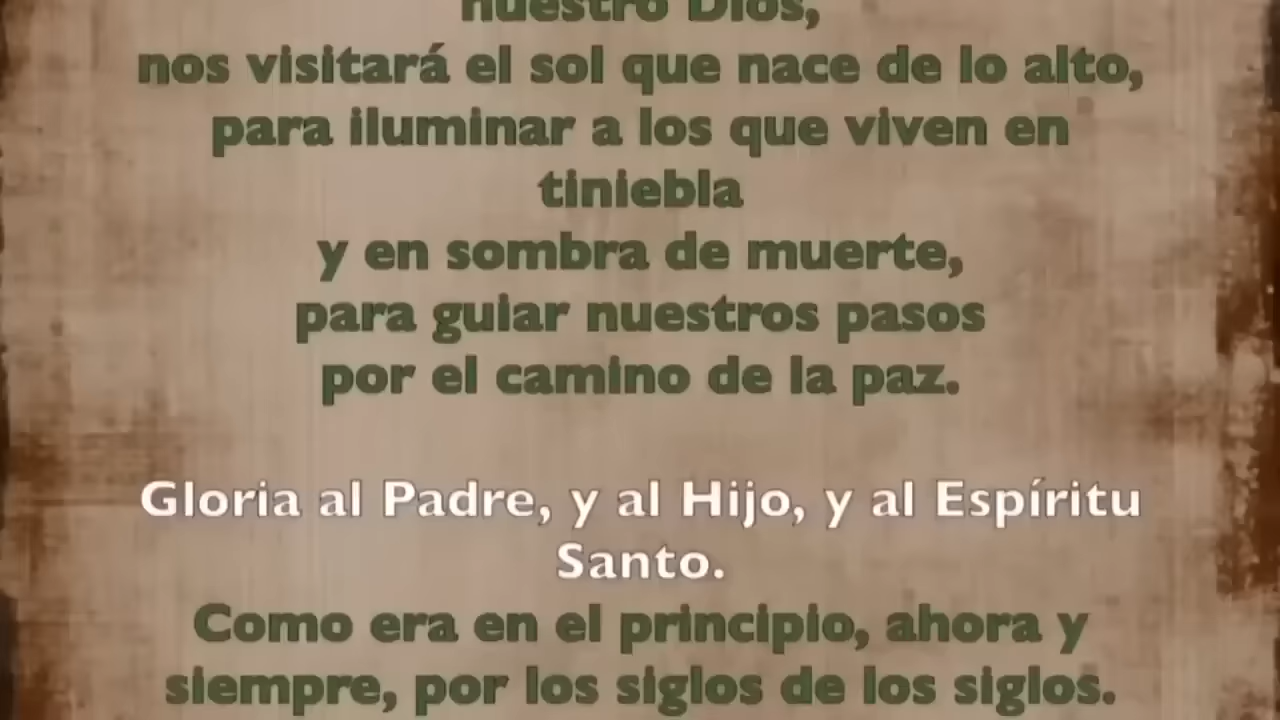 nuestro Dios,
nos visitará el sol que nace de lo alto,
para iluminar a los que viven en
tiniebla
y en sombra de muerte,
para guiar nuestros pasos
por el camino de la paz.
Gloria al Padre, y al Hijo, y al Espíritu
Santo.
Como era en el principio, ahora y
siempre, por los siglos de los siglos.